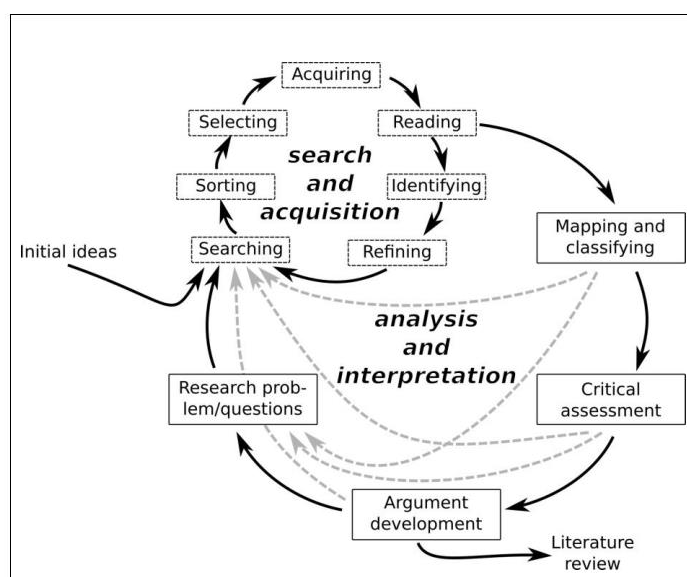 Acquiring
Selecting
Reading
search
and
acquisition
Sorting
Identifying
Searching
Refining
Initial ideas
Mapping and
classifying
analysis
and
interpretation
Research prob-
lem/questions
Critical
assessment
Argument
development
Literature
review